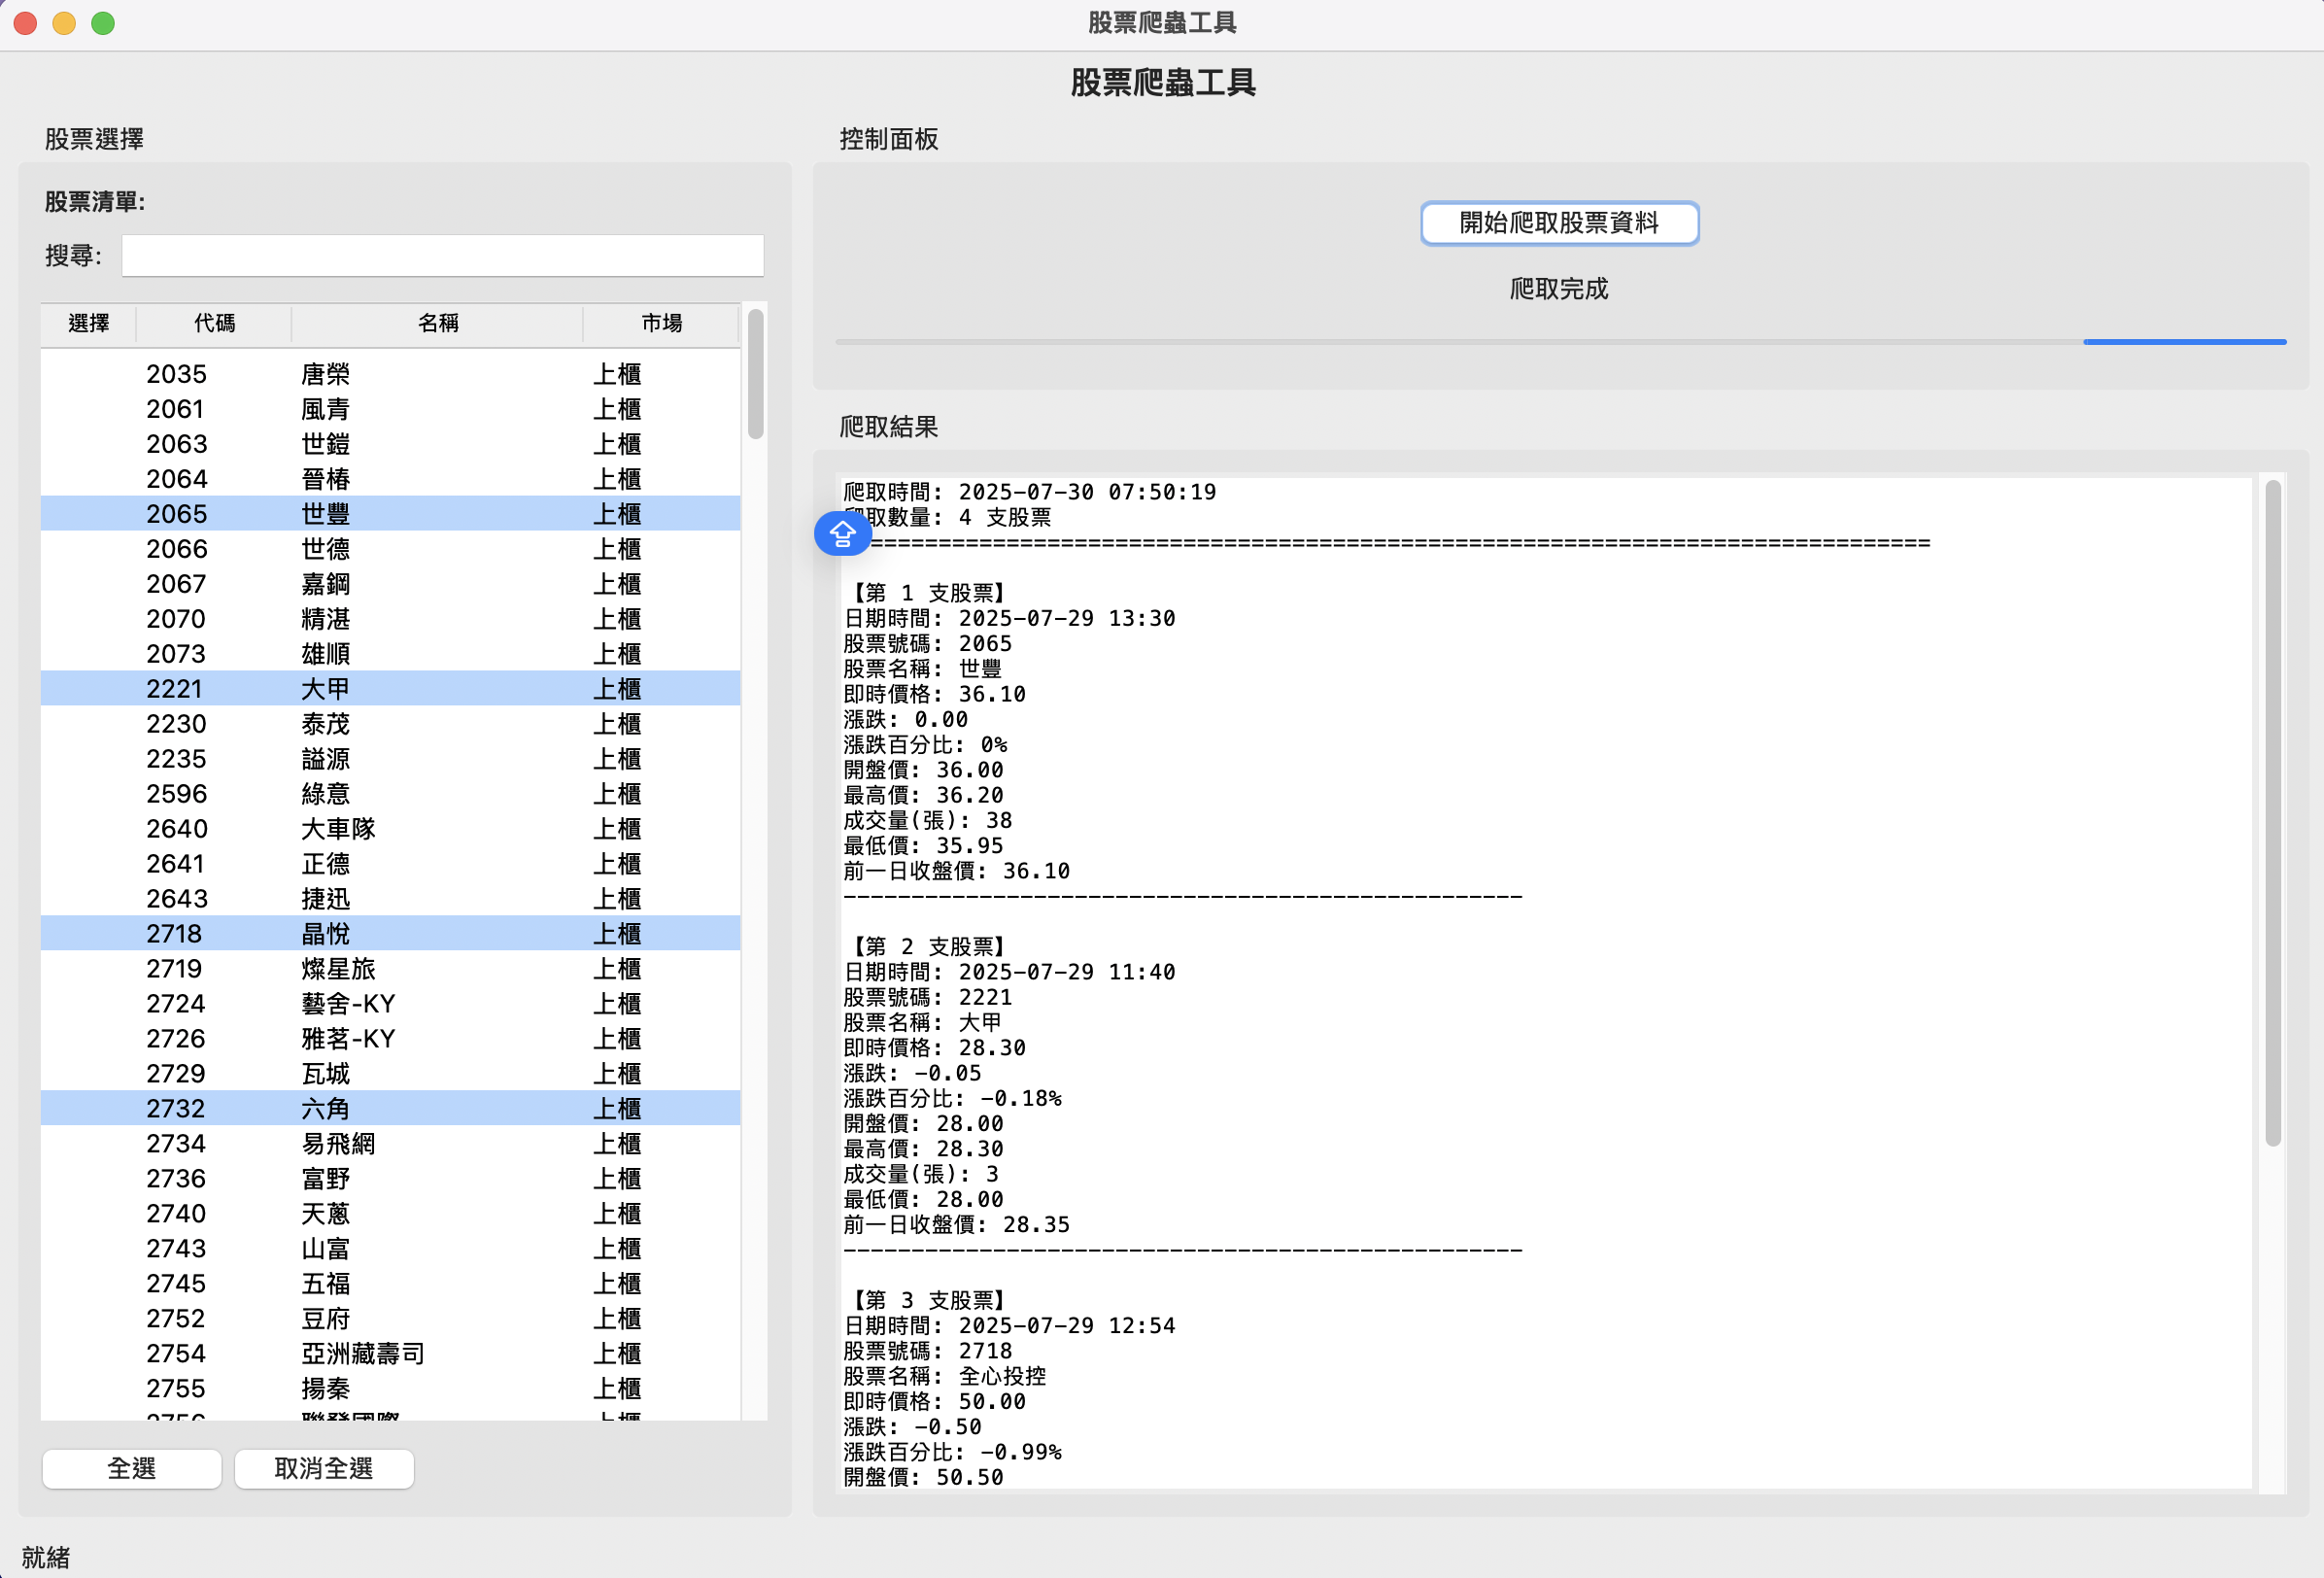 股票爬蟲工具
股票爬蟲工具
股票選擇
股票清單:
搜尋:
選擇 代碼 名稱 市場
2035 唐榮 上櫃
2061 風青 上櫃
2063 世鎧 上櫃
2064 晉椿 上櫃
2065 世豐 上櫃
2066 世德 上櫃
2067 嘉鋼 上櫃
2070 精湛 上櫃
2073 雄順 上櫃
2221 大甲 上櫃
2230 泰茂 上櫃
2235 謚源 上櫃
2596 綠意 上櫃
2640 大車隊 上櫃
2641 正德 上櫃
2643 捷迅 上櫃
2718 晶悅 上櫃
2719 燦星旅 上櫃
2724 藝舍-KY 上櫃
2726 雅茗-KY 上櫃
2729 瓦城 上櫃
2732 六角 上櫃
2734 易飛網 上櫃
2736 富野 上櫃
2740 天蔥 上櫃
2743 山富 上櫃
2745 五福 上櫃
2752 豆府 上櫃
2754 亞洲藏壽司 上櫃
2755 揚秦 上櫃
2756 聯發國際 上櫃
全選 取消全選
就緒
控制面板
開始爬取股票資料
爬取完成
爬取結果
爬取時間: 2025-07-30 07:50:19
爬取數量: 4 支股票
================================================================================
【第 1 支股票】
日期時間: 2025-07-29 13:30
股票號碼: 2065
股票名稱: 世豐
即時價格: 36.10
漲跌: 0.00
漲跌百分比: 0%
開盤價: 36.00
最高價: 36.20
成交量(張): 38
最低價: 35.95
前一日收盤價: 36.10
--------------------------------------------------
【第 2 支股票】
日期時間: 2025-07-29 11:40
股票號碼: 2221
股票名稱: 大甲
即時價格: 28.30
漲跌: -0.05
漲跌百分比: -0.18%
開盤價: 28.00
最高價: 28.30
成交量(張): 3
最低價: 28.00
前一日收盤價: 28.35
--------------------------------------------------
【第 3 支股票】
日期時間: 2025-07-29 12:54
股票號碼: 2718
股票名稱: 全心投控
即時價格: 50.00
漲跌: -0.50
漲跌百分比: -0.99%
開盤價: 50.50